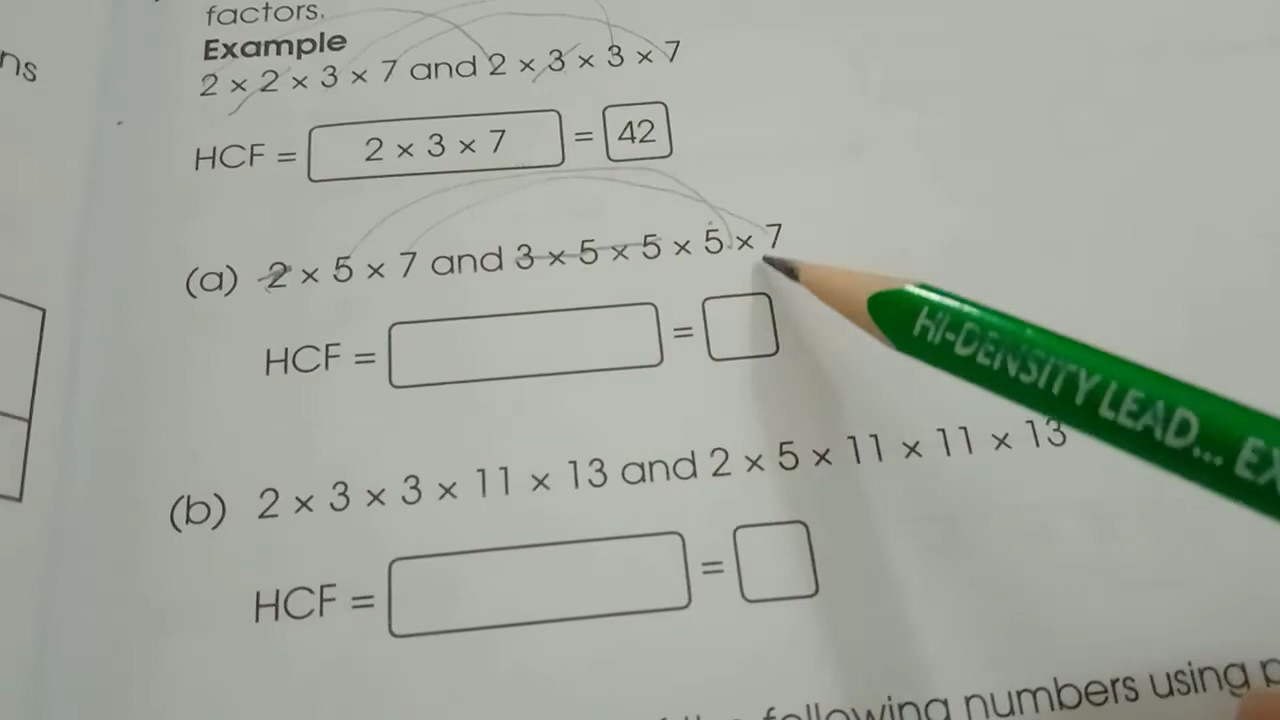 ns
factors.
Example
2 × 2 × 3 × 7 and 2 × 3 × 3 × 7
HCF = 2 × 3 × 7 = 42
(a) 2 × 5 × 7 and 3 × 5 × 5 × 5 × 7
HCF = =
HI-DENSITY LEAD... EX
(b) 2 × 3 × 3 × 11 × 13 and 2 × 5 × 11 × 11 × 13
HCF = =
following numbers using p